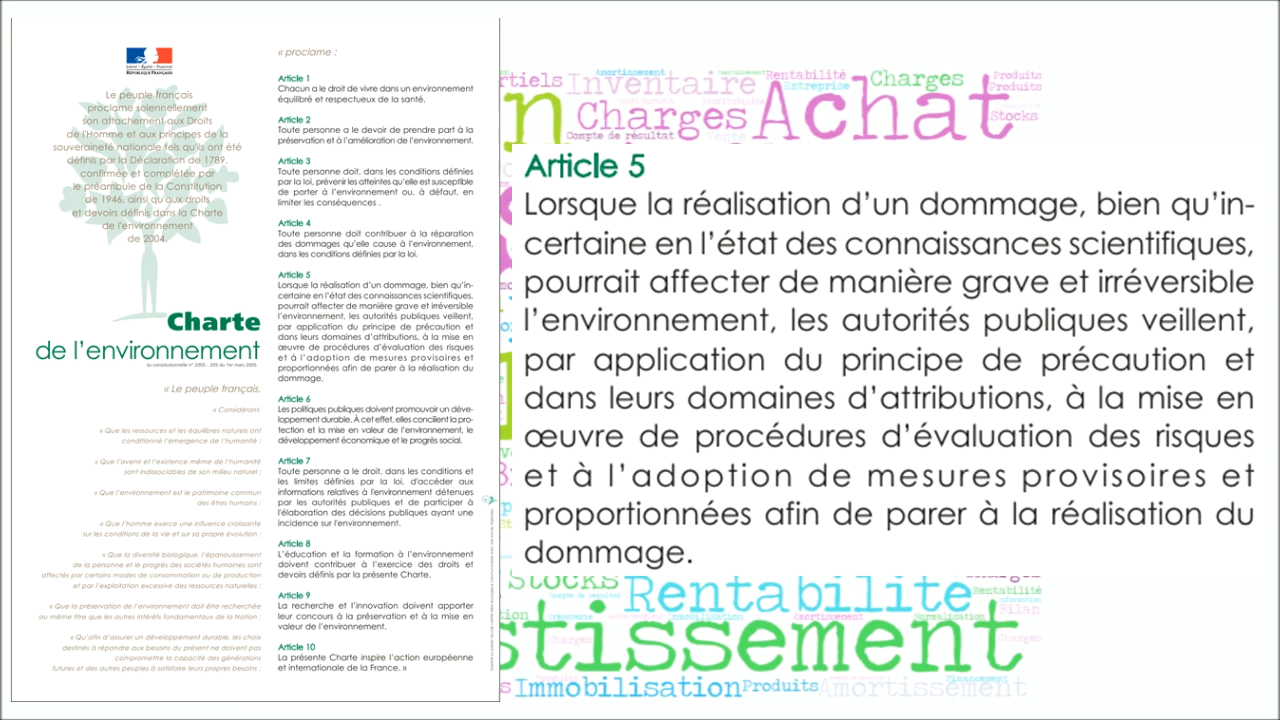 Liberté • Égalité • Fraternité
RÉPUBLIQUE FRANÇAISE
Le peuple français
proclame solennellement
son attachement aux Droits
de l'Homme et aux principes de la
souveraineté nationale tels qu'ils ont été
définis par la Déclaration de 1789,
confirmée et complétée par
le préambule de la Constitution
de 1946, ainsi qu'aux droits
et devoirs définis dans la Charte
de l'environnement
de 2004.
Charte
de l'environnement
loi constitutionnelle n° 2005 - 205 du 1er mars 2005
« Le peuple français,
« Considérant,
« Que les ressources et les équilibres naturels ont
conditionné l'émergence de l'humanité ;
« Que l'avenir et l'existence même de l'humanité
sont indissociables de son milieu naturel ;
« Que l'environnement est le patrimoine commun
des êtres humains ;
« Que l'homme exerce une influence croissante
sur les conditions de la vie et sur sa propre évolution ;
« Que la diversité biologique, l'épanouissement
de la personne et le progrès des sociétés humaines sont
affectés par certains modes de consommation ou de production
et par l'exploitation excessive des ressources naturelles ;
« Que la préservation de l'environnement doit être recherchée
au même titre que les autres intérêts fondamentaux de la Nation ;
« Qu'afin d'assurer un développement durable, les choix
destinés à répondre aux besoins du présent ne doivent pas
compromettre la capacité des générations
futures et des autres peuples à satisfaire leurs propres besoins ;
« proclame :
Article 1
Chacun a le droit de vivre dans un environnement
équilibré et respectueux de la santé.
Article 2
Toute personne a le devoir de prendre part à la
préservation et à l'amélioration de l'environnement.
Article 3
Toute personne doit, dans les conditions définies
par la loi, prévenir les atteintes qu'elle est susceptible
de porter à l'environnement ou, à défaut, en
limiter les conséquences .
Article 4
Toute personne doit contribuer à la réparation
des dommages qu'elle cause à l'environnement,
dans les conditions définies par la loi.
Article 5
Lorsque la réalisation d'un dommage, bien qu'in-
certaine en l'état des connaissances scientifiques,
pourrait affecter de manière grave et irréversible
l'environnement, les autorités publiques veillent,
par application du principe de précaution et
dans leurs domaines d'attributions, à la mise en
œuvre de procédures d'évaluation des risques
et à l'adoption de mesures provisoires et
proportionnées afin de parer à la réalisation du
dommage.
Article 6
Les politiques publiques doivent promouvoir un déve-
loppement durable. À cet effet, elles concilient la pro-
tection et la mise en valeur de l'environnement, le
développement économique et le progrès social.
Article 7
Toute personne a le droit, dans les conditions et
les limites définies par la loi, d'accéder aux
informations relatives à l'environnement détenues
par les autorités publiques et de participer à
l'élaboration des décisions publiques ayant une
incidence sur l'environnement.
Article 8
L'éducation et la formation à l'environnement
doivent contribuer à l'exercice des droits et
devoirs définis par la présente Charte.
Article 9
La recherche et l'innovation doivent apporter
leur concours à la préservation et à la mise en
valeur de l'environnement.
Article 10
La présente Charte inspire l'action européenne
et internationale de la France. »
tiels Inventaire Amortissement Rentabilité Entreprise Charges Produits Stocks
n Charges Achat Stocks
Compte de résultat Vente
Article 5
Lorsque la réalisation d'un dommage, bien qu'in-
certaine en l'état des connaissances scientifiques,
pourrait affecter de manière grave et irréversible
l'environnement, les autorités publiques veillent,
par application du principe de précaution et
dans leurs domaines d'attributions, à la mise en
œuvre de procédures d'évaluation des risques
et à l'adoption de mesures provisoires et
proportionnées afin de parer à la réalisation du
dommage.
Stocks Rentabilité Charges
Bilan
stissement Charges
Immobilisation Produits Amortissement Financement